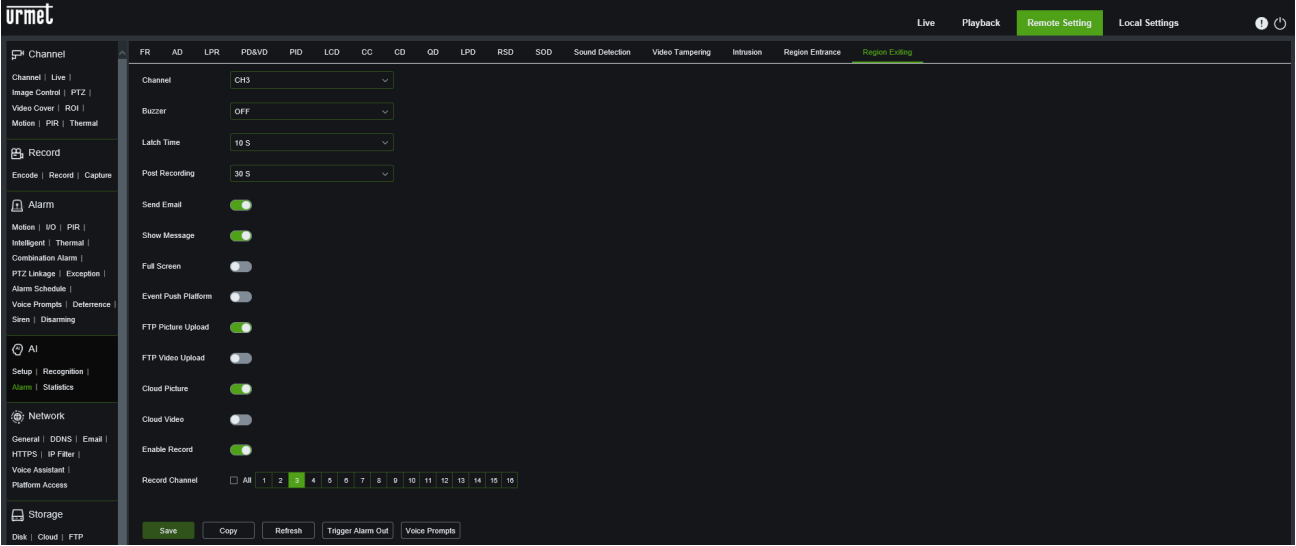 urmet
Live Playback Remote Setting Local Settings
Channel
Channel | Live |
Image Control | PTZ |
Video Cover | ROI |
Motion | PIR | Thermal
Record
Encode | Record | Capture
Alarm
Motion | I/O | PIR |
Intelligent | Thermal |
Combination Alarm |
PTZ Linkage | Exception |
Alarm Schedule |
Voice Prompts | Deterrence |
Siren | Disarming
AI
Setup | Recognition |
Alarm | Statistics
Network
General | DDNS | Email |
HTTPS | IP Filter |
Voice Assistant |
Platform Access
Storage
Disk | Cloud | FTP
FR AD LPR PD&VD PID LCD CC CD QD LPD RSD SOD Sound Detection Video Tampering Intrusion Region Entrance Region Exiting
Channel CH3
Buzzer OFF
Latch Time 10 S
Post Recording 30 S
Send Email
Show Message
Full Screen
Event Push Platform
FTP Picture Upload
FTP Video Upload
Cloud Picture
Cloud Video
Enable Record
Record Channel All 1 2 3 4 5 6 7 8 9 10 11 12 13 14 15 16
Save Copy Refresh Trigger Alarm Out Voice Prompts